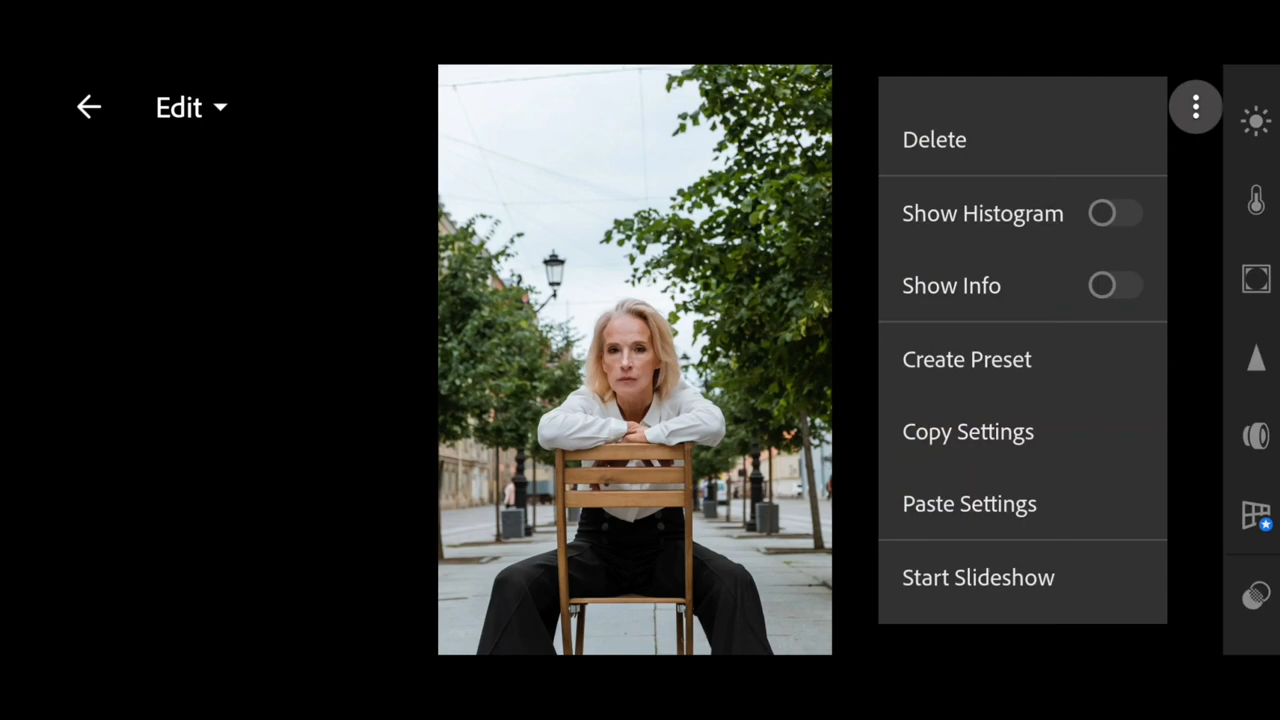 Edit
Delete
Show Histogram
Show Info
Create Preset
Copy Settings
Paste Settings
Start Slideshow